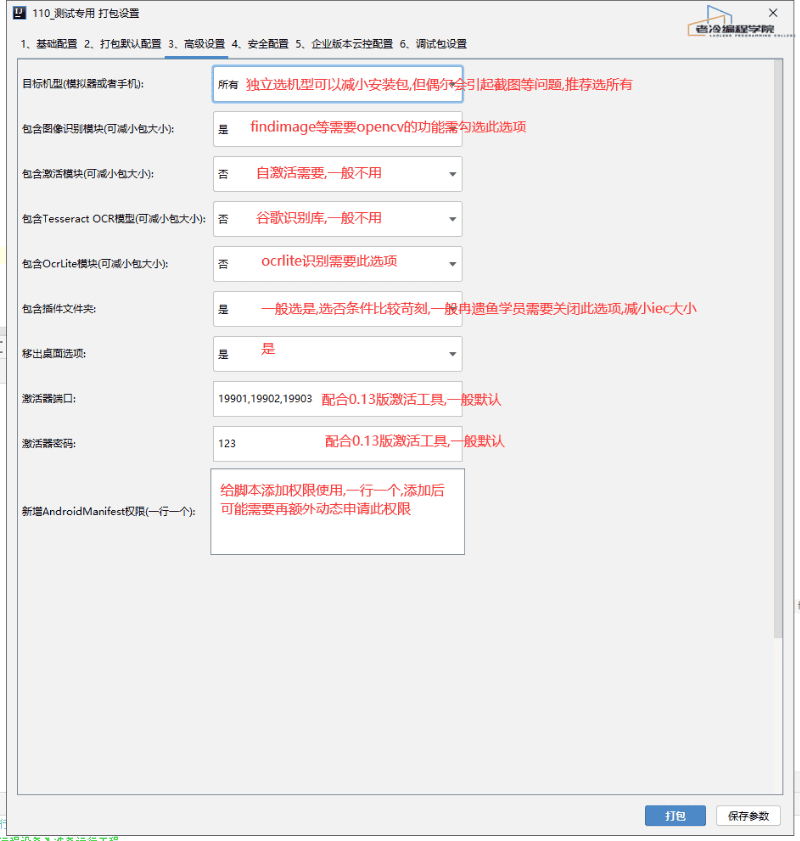 110_测试专用 打包设置
老冷编程学院
1、基础配置 2、打包默认配置 3、高级设置 4、安全配置 5、企业版本云控配置 6、调试包设置
目标机型(模拟器或者手机): 所有 独立选机型可以减小安装包,但偶尔会引起截图等问题,推荐选所有
包含图像识别模块(可减小包大小): 是 findimage等需要opencv的功能需勾选此选项
包含激活模块(可减小包大小): 否 自激活需要,一般不用
包含Tesseract OCR模型(可减小包大小): 否 谷歌识别库,一般不用
包含OcrLite模块(可减小包大小): 否 ocrlite识别需要此选项
包含插件文件夹: 是 一般选是,选否条件比较苛刻,一般冉遗鱼学员需要关闭此选项,减小iec大小
移出桌面选项: 是 是
激活器端口: 19901,19902,19903 配合0.13版激活工具,一般默认
激活器密码: 123 配合0.13版激活工具,一般默认
新增AndroidManifest权限(一行一个): 给脚本添加权限使用,一行一个,添加后
可能需要再额外动态申请此权限
打包 保存参数